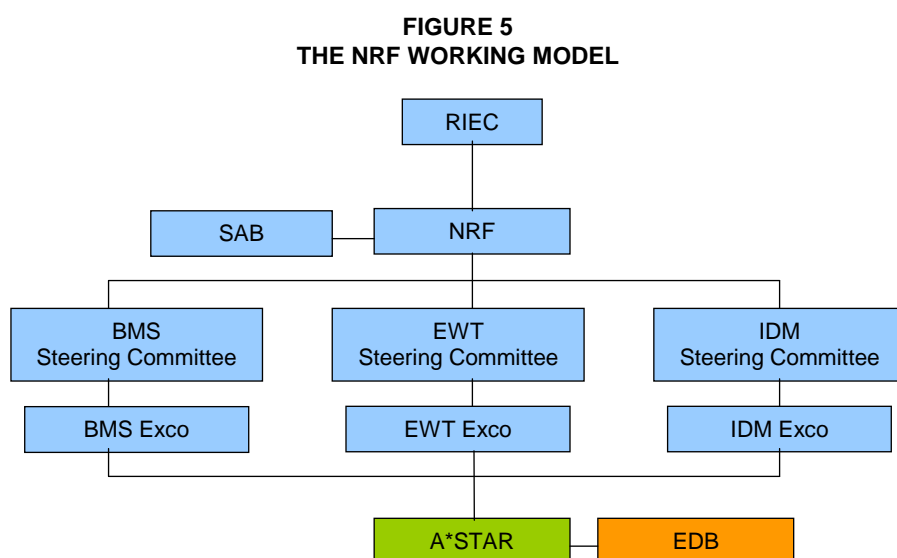 FIGURE 5
THE NRF WORKING MODEL
RIEC
SAB
NRF
BMS
Steering Committee
EWT
Steering Committee
IDM
Steering Committee
BMS Exco
EWT Exco
IDM Exco
A*STAR
EDB